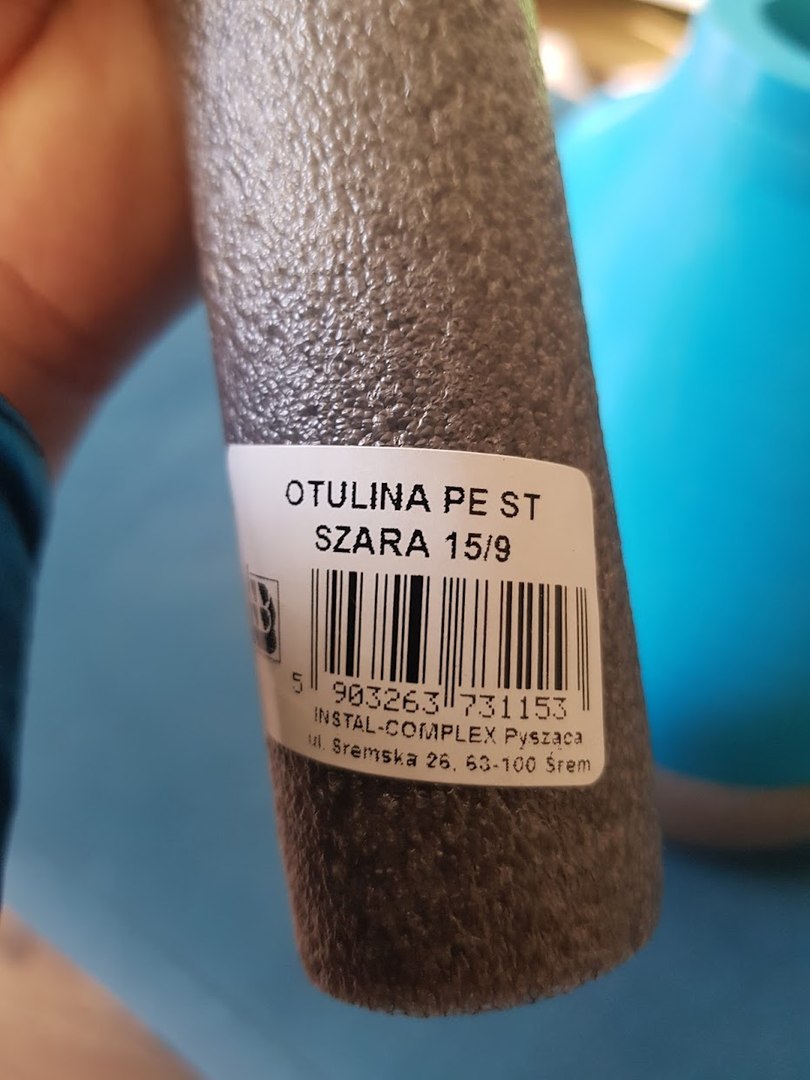 OTULINA PE ST
SZARA 15/9
5 903263 731153
INSTAL-COMPLEX Pysząca
ul. Śremska 26, 63-100 Śrem